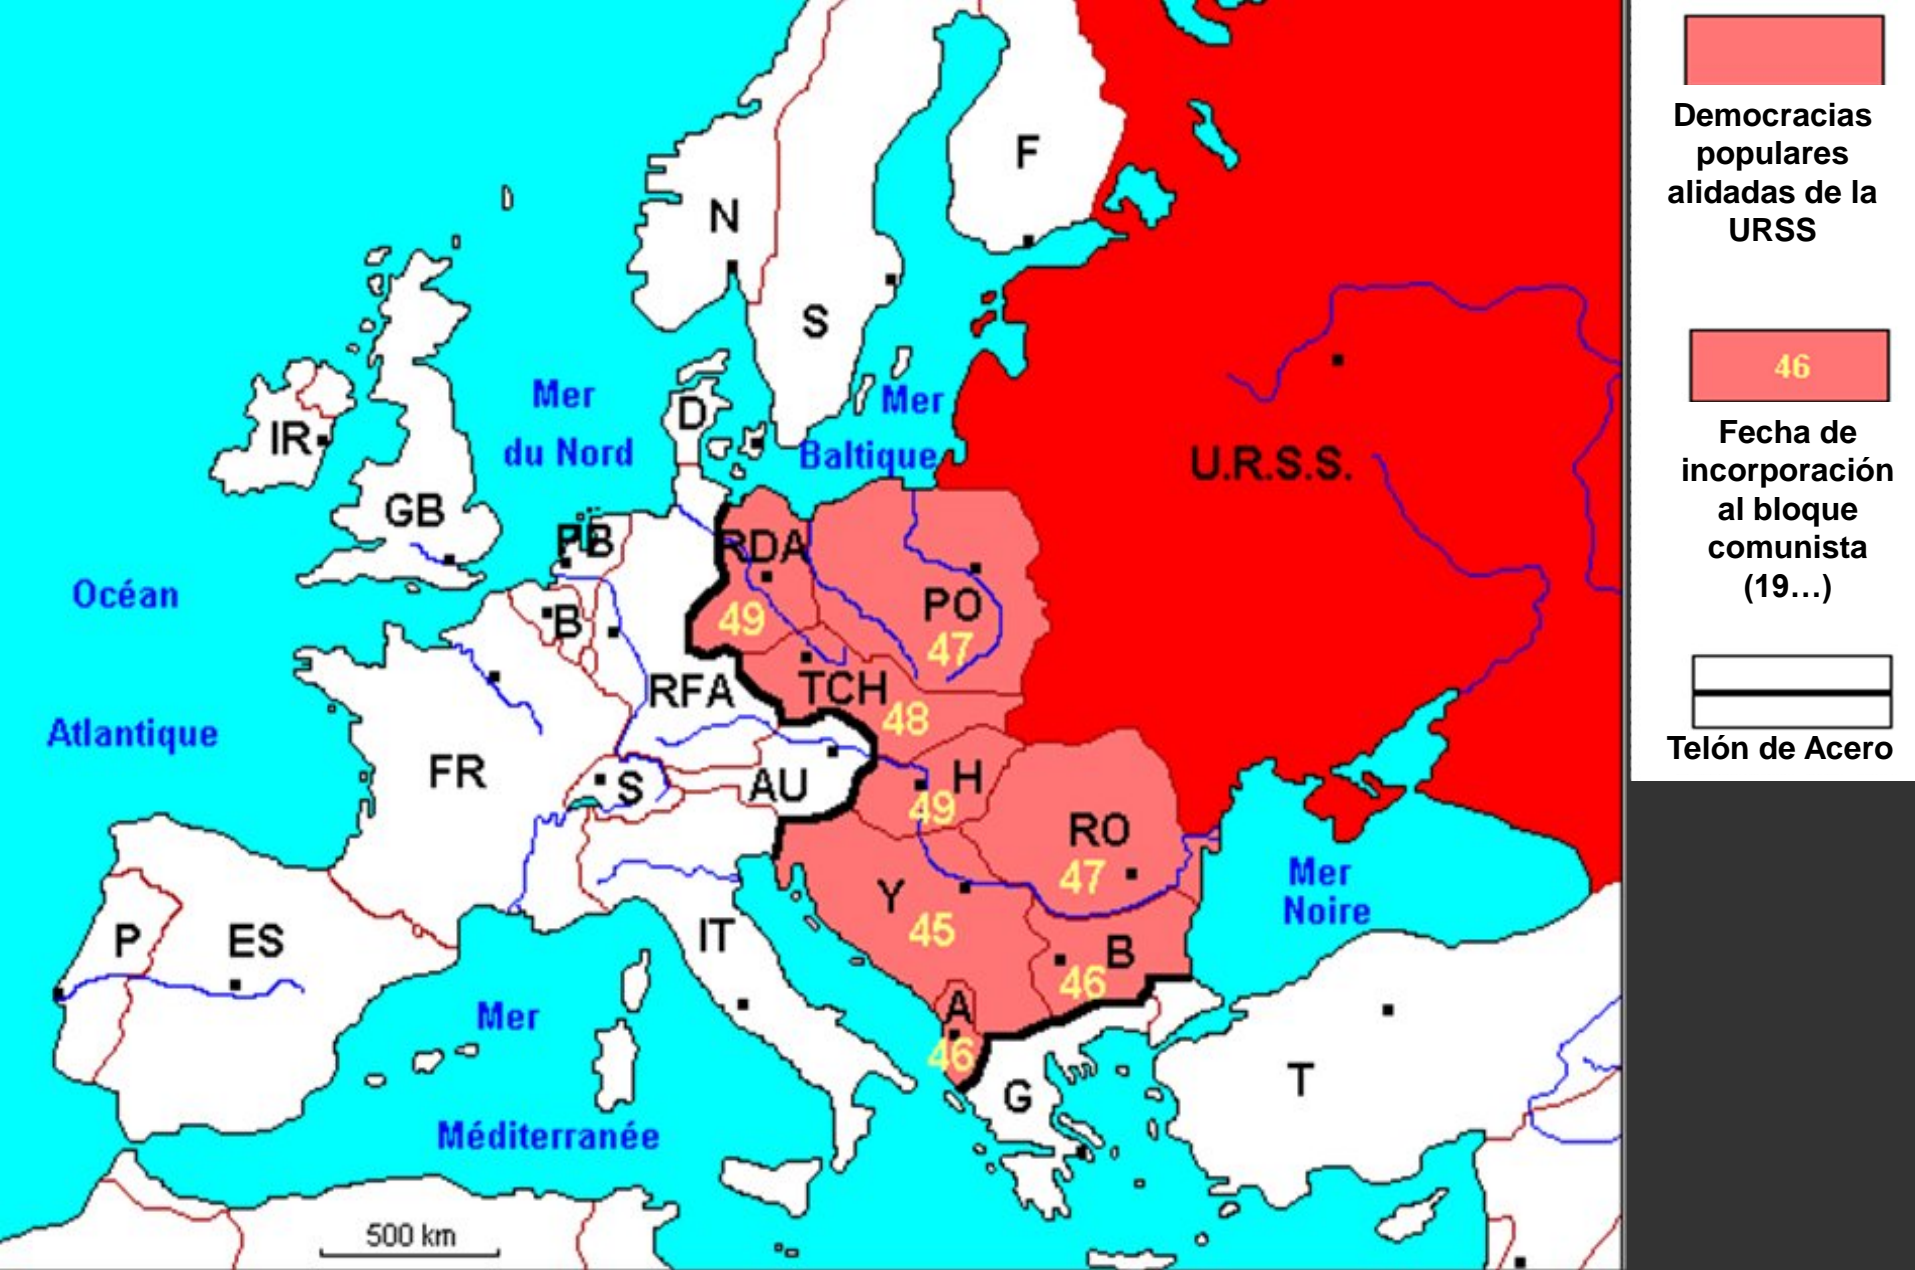 F
N
S
Mer
du Nord
D
Mer
Baltique
IR
GB
PB
U.R.S.S.
RDA
49
PO
47
Océan
Atlantique
B
RFA
TCH
48
FR
S
AU
H
49
RO
47
Y
45
B
46
A
46
P
ES
IT
Mer
Noire
Mer
Méditerranée
G
T
500 km
Democracias
populares
alidadas de la
URSS
46
Fecha de
incorporación
al bloque
comunista
(19…)
Telón de Acero